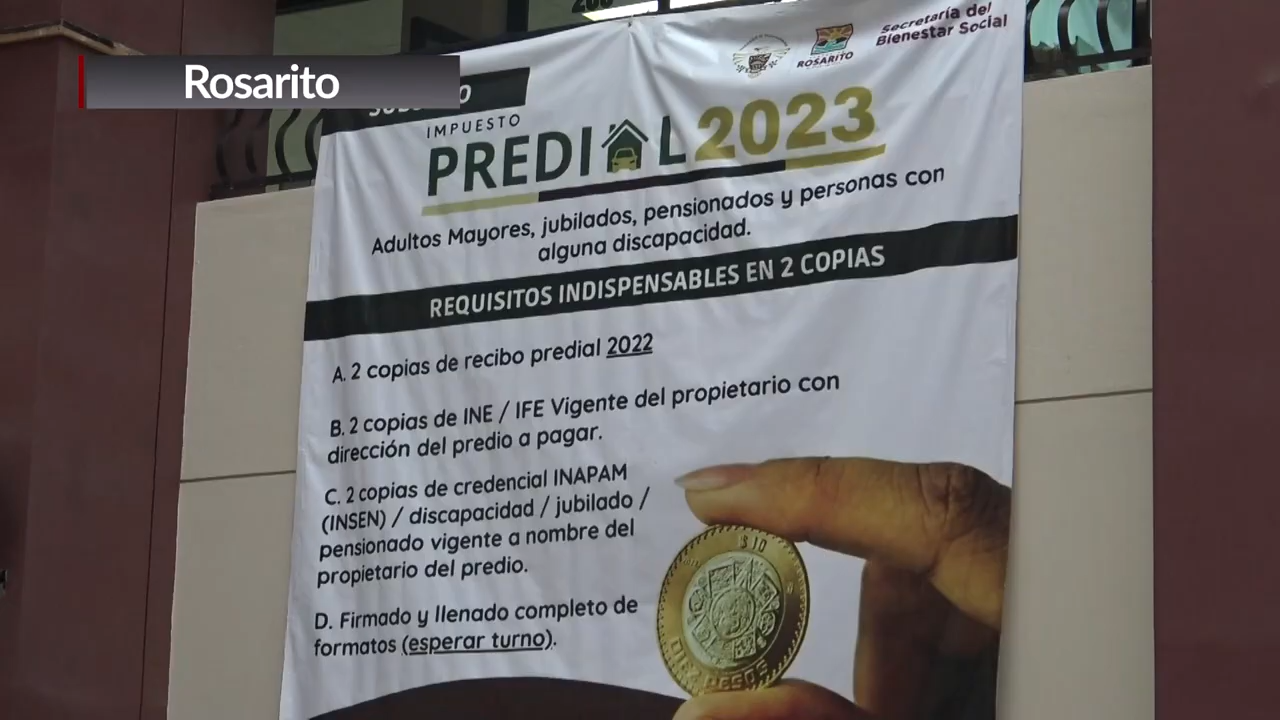 Rosarito
Secretaría del
Bienestar Social
ROSARITO
IMPUESTO
PREDIAL 2023
Adultos Mayores, jubilados, pensionados y personas con
alguna discapacidad.
REQUISITOS INDISPENSABLES EN 2 COPIAS
A. 2 copias de recibo predial 2022
B. 2 copias de INE / IFE Vigente del propietario con
dirección del predio a pagar.
C. 2 copias de credencial INAPAM
(INSEN) / discapacidad / jubilado /
pensionado vigente a nombre del
propietario del predio.
D. Firmado y llenado completo de
formatos (esperar turno).
$10
DIEZ PESOS